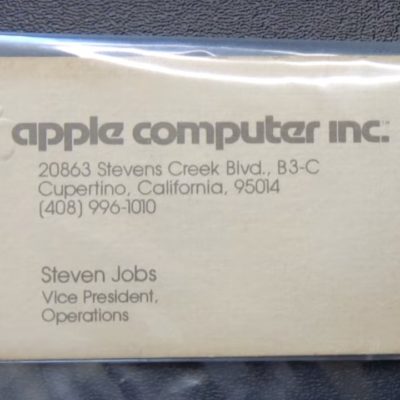 apple computer inc.™
20863 Stevens Creek Blvd., B3-C
Cupertino, California, 95014
(408) 996-1010
Steven Jobs
Vice President,
Operations